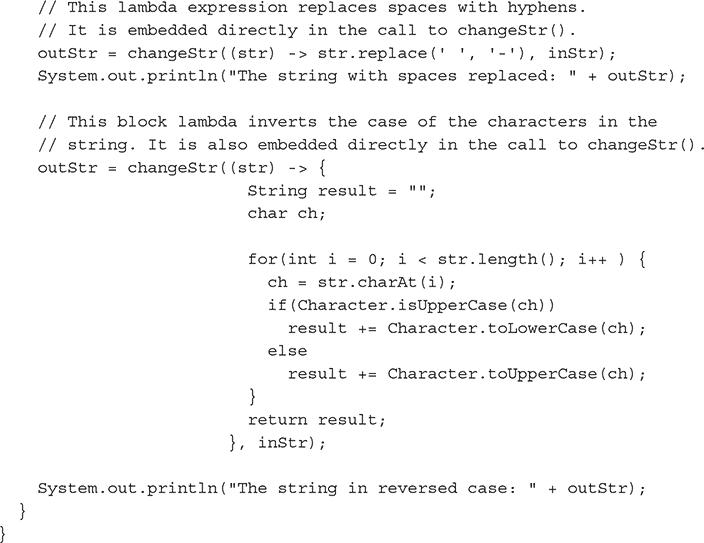 // This lambda expression replaces spaces with hyphens.
// It is embedded directly in the call to changeStr().
outStr = changeStr((str) -> str.replace(' ', '-'), inStr);
System.out.println("The string with spaces replaced: " + outStr);

// This block lambda inverts the case of the characters in the
// string. It is also embedded directly in the call to changeStr().
outStr = changeStr((str) -> {
String result = "";
char ch;

for(int i = 0; i < str.length(); i++ ) {
ch = str.charAt(i);
if(Character.isUpperCase(ch))
result += Character.toLowerCase(ch);
else
result += Character.toUpperCase(ch);
}
return result;
}, inStr);

System.out.println("The string in reversed case: " + outStr);
}
}